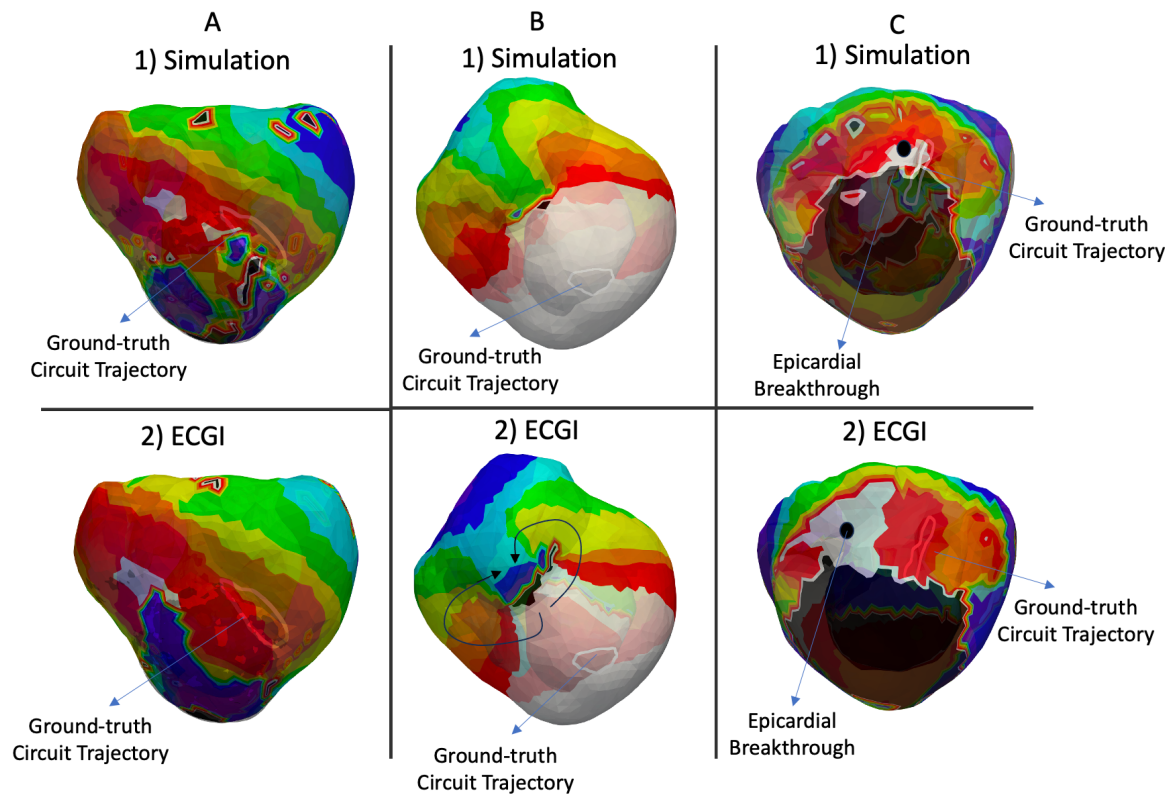 A
1) Simulation
Ground-truth
Circuit Trajectory
B
1) Simulation
Ground-truth
Circuit Trajectory
C
1) Simulation
Ground-truth
Circuit Trajectory
Epicardial
Breakthrough
2) ECGI
Ground-truth
Circuit Trajectory
2) ECGI
Ground-truth
Circuit Trajectory
2) ECGI
Ground-truth
Circuit Trajectory
Epicardial
Breakthrough